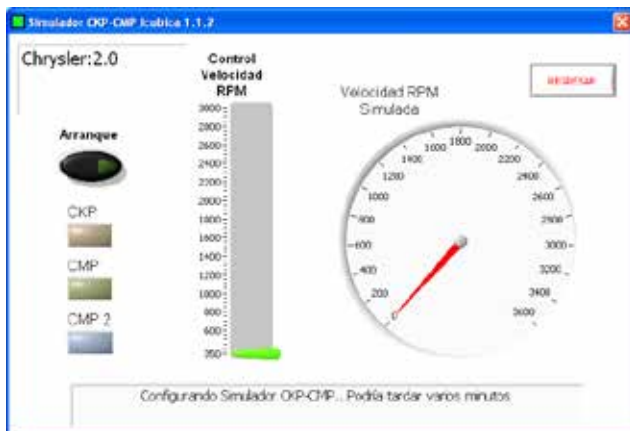 Simulador CKP-CMP Jcubica 1.1.2
Chrysler:2.0
Control
Velocidad
RPM
3000
2800
2600
2400
2200
2000
1800
1600
1400
1200
1000
800
600
350
Arranque
CKP
CMP
CMP 2
Velocidad RPM
Simulada
REGRESAR
0
200
400
600
800
1000
1200
1400
1600
1800
2000
2200
2400
2600
2800
3000
3200
3400
3600
Configurando Simulador CKP-CMP... Podría tardar varios minutos